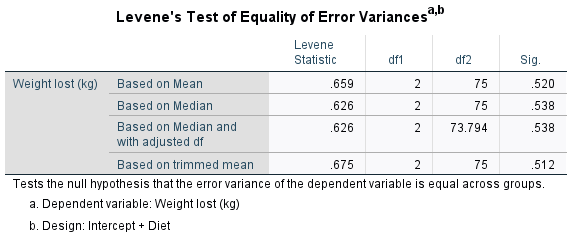 Levene's Test of Equality of Error Variancesa,b
Levene Statistic df1 df2 Sig.
Weight lost (kg) Based on Mean .659 2 75 .520
Based on Median .626 2 75 .538
Based on Median and with adjusted df .626 2 73.794 .538
Based on trimmed mean .675 2 75 .512
Tests the null hypothesis that the error variance of the dependent variable is equal across groups.
a. Dependent variable: Weight lost (kg)
b. Design: Intercept + Diet